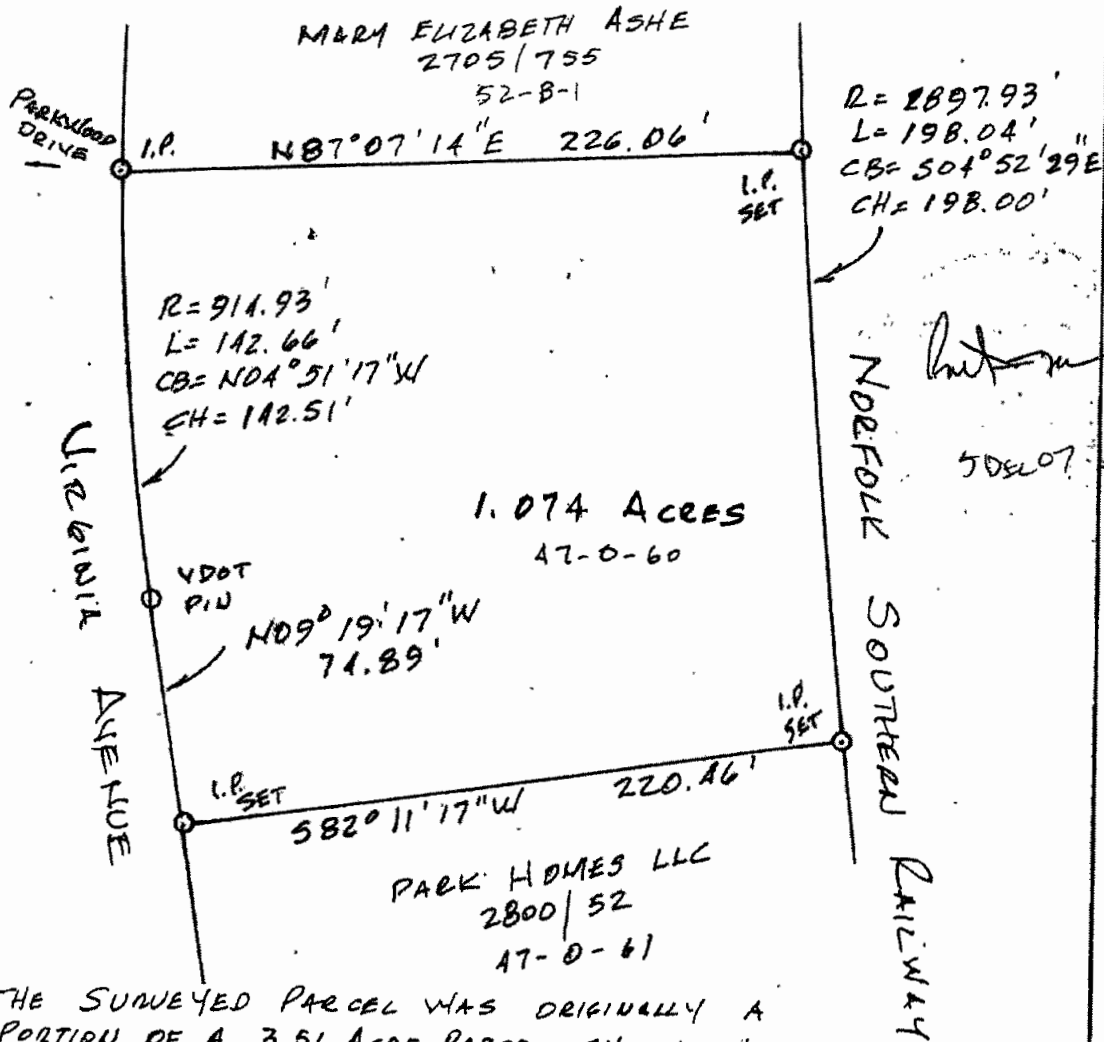 MARY ELIZABETH ASHE
2705/755
52-B-1
PARKWOOD
DRIVE
I.P.
N87°07'14"E 226.06'
I.P.
SET
R= 2897.93'
L= 198.04'
CB= S04°52'29"E
CH= 198.00'
R= 914.93'
L= 142.66'
CB= N04°51'17"W
CH= 142.51'
5 DEC 07
VIRGINIA AVENUE
NORFOLK SOUTHERN RAILWAY
1.074 ACRES
47-0-60
VDOT
PIN
N09°19'17"W
74.89'
I.P.
SET
I.P.
SET
S82°11'17"W 220.46'
PARK HOMES LLC
2800/52
47-0-61
THE SURVEYED PARCEL WAS ORIGINALLY A
PORTION OF A 3.51 ACRE